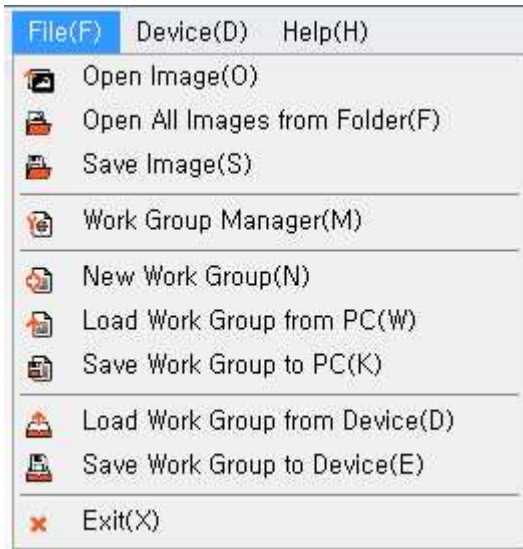 File(F) Device(D) Help(H)
Open Image(O)
Open All Images from Folder(F)
Save Image(S)
Work Group Manager(M)
New Work Group(N)
Load Work Group from PC(W)
Save Work Group to PC(K)
Load Work Group from Device(D)
Save Work Group to Device(E)
Exit(X)